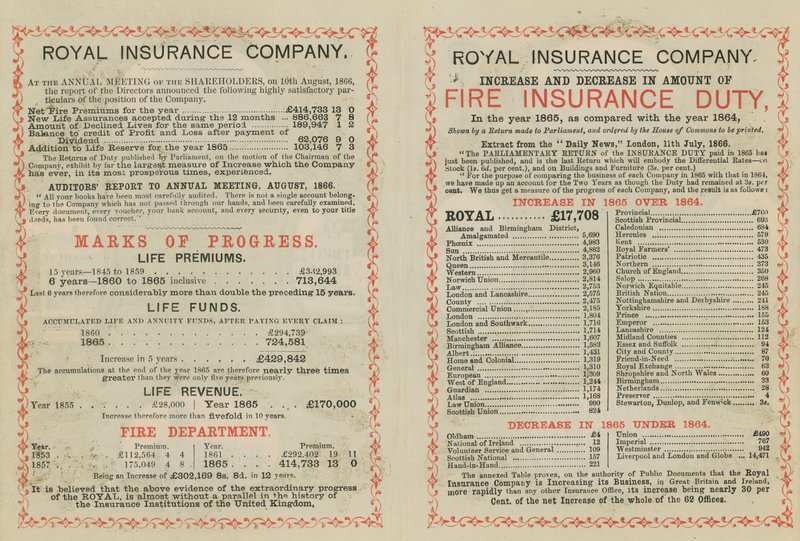 ROYAL INSURANCE COMPANY.
AT THE ANNUAL MEETING OF THE SHAREHOLDERS, on 10th August, 1866,
the report of the Directors announced the following highly satisfactory par-
ticulars of the position of the Company.
Net Fire Premiums for the year ... £414,733 13 0
New Life Assurances accepted during the 12 months ... 886,663 7 8
Amount of Declined Lives for the same period ... 189,947 1 2
Balance to credit of Profit and Loss after payment of
Dividend ... 62,078 9 0
Addition to Life Reserve for the year 1865 ... 103,146 7 3
The Returns of Duty published by Parliament, on the motion of the Chairman of the
Company, exhibit by far the largest measure of Increase which the Company
has ever, in its most prosperous times, experienced.
AUDITORS' REPORT TO ANNUAL MEETING, AUGUST, 1866.
"All your books have been most carefully audited. There is not a single account belong-
ing to the Company which has not passed through our hands, and been carefully examined.
Every document, every voucher, your bank account, and every security, even to your title
deeds, has been found correct."
MARKS OF PROGRESS.
LIFE PREMIUMS.
15 years—1845 to 1859 . . . £342,993
6 years—1860 to 1865 inclusive . . . 713,644
Last 6 years therefore considerably more than double the preceding 15 years.
LIFE FUNDS.
ACCUMULATED LIFE AND ANNUITY FUNDS, AFTER PAYING EVERY CLAIM:
1860 . . . £294,739
1865 . . . 724,581
Increase in 5 years . . . £429,842
The accumulations at the end of the year 1865 are therefore nearly three times
greater than they were only five years previously.
LIFE REVENUE.
Year 1855 . . . £28,000 | Year 1865 . . . £170,000
Increase therefore more than fivefold in 10 years.
FIRE DEPARTMENT.
Year. Premium. | Year. Premium.
1853 . . . £112,564 4 4 | 1861 . . . £292,402 19 11
1857 . . . 175,049 4 8 | 1865 . . . 414,733 13 0
Being an Increase of £302,169 8s. 8d. in 12 years.
It is believed that the above evidence of the extraordinary progress
of the ROYAL, is almost without a parallel in the history of
the Insurance Institutions of the United Kingdom,
ROYAL INSURANCE COMPANY.
INCREASE AND DECREASE IN AMOUNT OF
FIRE INSURANCE DUTY,
In the year 1865, as compared with the year 1864,
Shown by a Return made to Parliament, and ordered by the House of Commons to be printed.
Extract from the "Daily News," London, 11th July, 1866.
"The PARLIAMENTARY RETURN of the INSURANCE DUTY paid in 1865 has
just been published, and is the last Return which will embody the Differential Rates—on
Stock (1s. 6d. per cent.), and on Buildings and Furniture (3s. per cent.)
"For the purpose of comparing the business of each Company in 1865 with that in 1864,
we have made up an account for the Two Years as though the Duty had remained at 3s. per
cent. We thus get a measure of the progress of each Company, and the result is as follows:
INCREASE IN 1865 OVER 1864.
ROYAL ... £17,708
Alliance and Birmingham District,
Amalgamated ... 5,690
Phœnix ... 4,983
Sun ... 4,882
North British and Mercantile ... 3,376
Queen ... 3,146
Western ... 2,960
Norwich Union ... 2,814
Law ... 2,753
London and Lancashire ... 2,575
County ... 2,475
Commercial Union ... 2,185
London ... 1,804
London and Southwark ... 1,716
Scottish ... 1,714
Manchester ... 1,607
Birmingham Alliance ... 1,583
Albert ... 1,431
Home and Colonial ... 1,319
General ... 1,310
European ... 1,309
West of England ... 1,244
Guardian ... 1,174
Atlas ... 1,168
Law Union ... 990
Scottish Union ... 824
Provincial ...
Scottish Provincial ... 693
Caledonian ... 684
Hercules ... 579
Kent ... 530
Royal Farmers' ... 473
Patriotic ... 435
Northern ... 373
Church of England ... 350
Salop ... 268
Norwich Equitable ... 245
British Nation ... 245
Nottinghamshire and Derbyshire ... 241
Yorkshire ... 188
Prince ... 155
Emperor ... 153
Lancashire ... 124
Midland Counties ... 112
Essex and Suffolk ... 94
City and County ... 87
Friend-in-Need ... 79
Royal Exchange ... 63
Shropshire and North Wales ... 60
Birmingham ... 33
Netherlands ... 28
Preserver ... 4
Stewarton, Dunlop, and Fenwick ... 3s.
DECREASE IN 1865 UNDER 1864.
Oldham ... £4
National of Ireland ... 12
Volunteer Service and General ... 109
Scottish National ... 157
Hand-in-Hand ... 221
Union ... £490
Imperial ... 767
Westminster ... 942
Liverpool and London and Globe ... 14,471
The annexed Table proves, on the authority of Public Documents that the Royal
Insurance Company is Increasing its Business, in Great Britain and Ireland,
more rapidly than any other Insurance Office, its increase being nearly 30 per
Cent. of the net Increase of the whole of the 62 Offices.